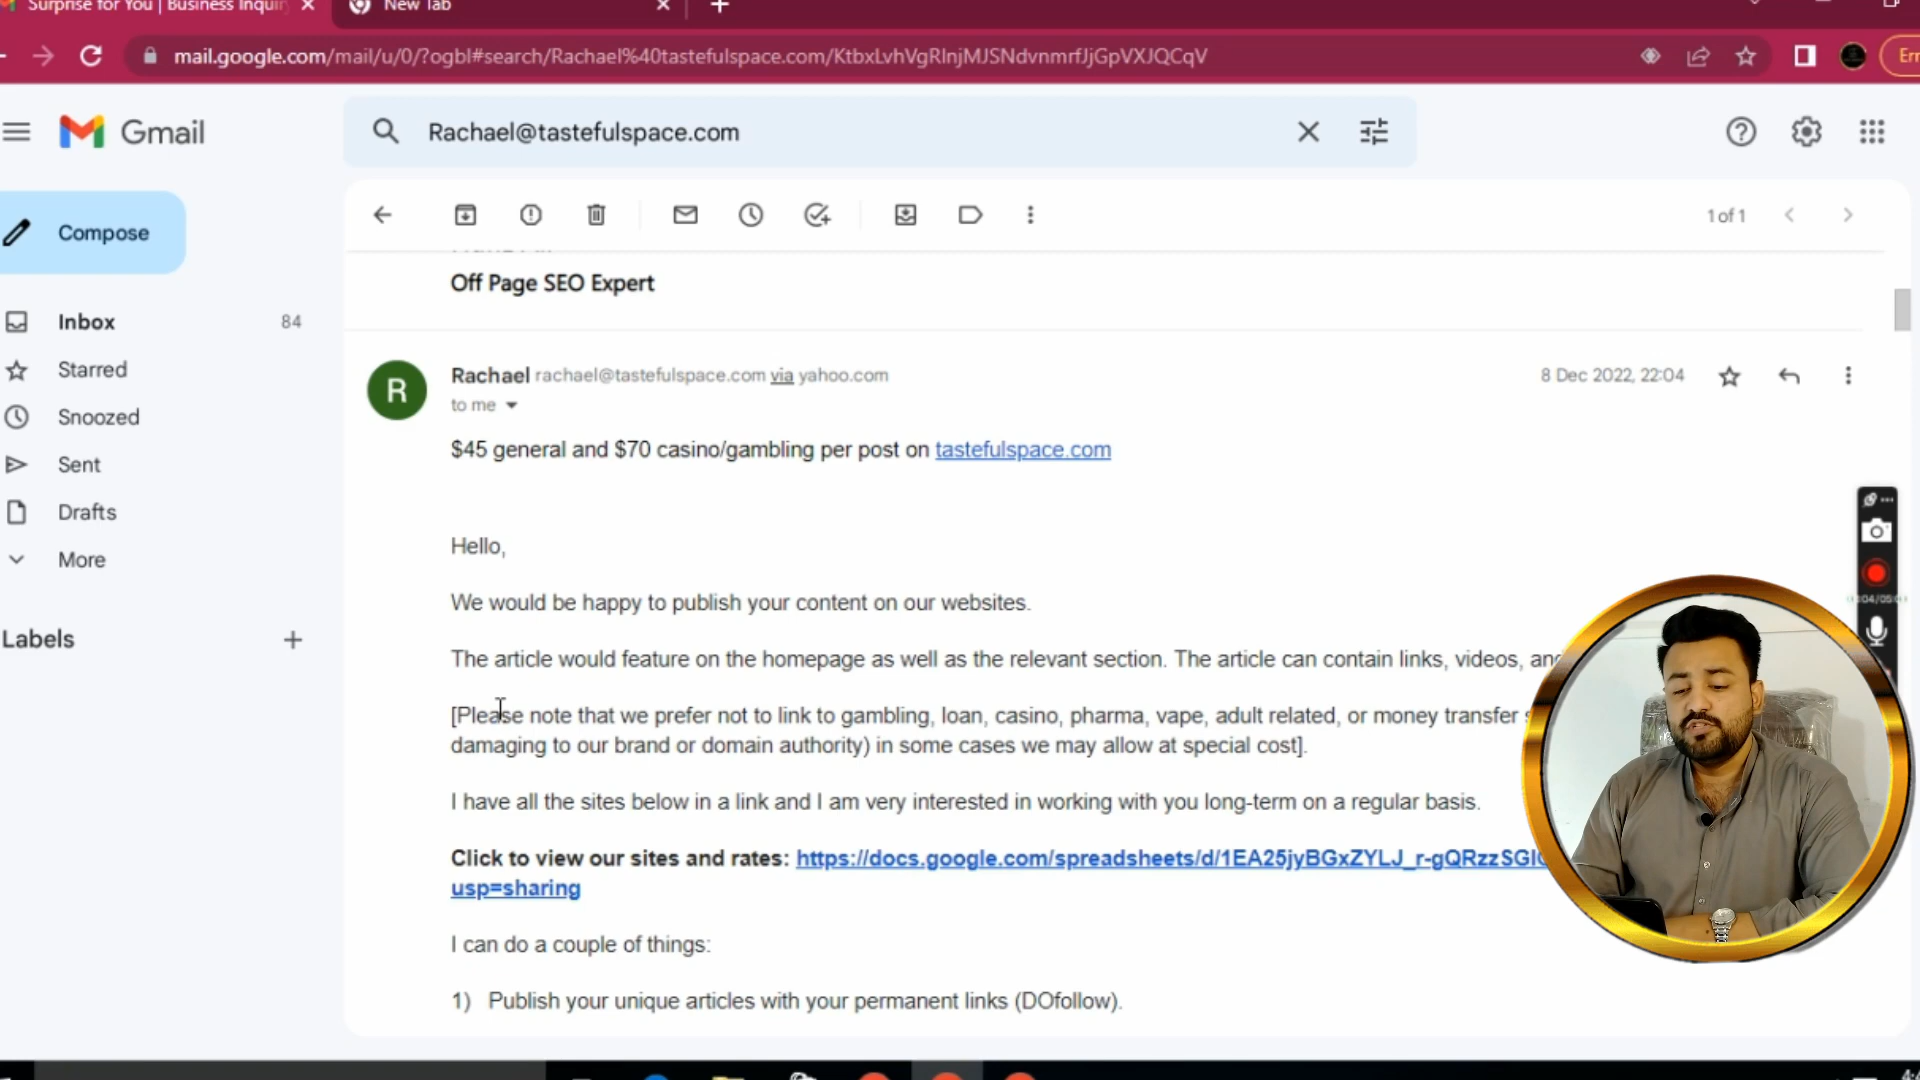 Surprise for You | Business Inquiry
New Tab
mail.google.com/mail/u/0/?ogbl#search/Rachael%40tastefulspace.com/KtbxLvhVgRlnjMJSNdvnmrfJjGpVXJQCqV
Gmail
Rachael@tastefulspace.com
Compose
1 of 1
Off Page SEO Expert
Inbox 84
Starred
Snoozed
Sent
Drafts
More
Labels
R
Rachael rachael@tastefulspace.com via yahoo.com
8 Dec 2022, 22:04
to me
$45 general and $70 casino/gambling per post on tastefulspace.com
Hello,
We would be happy to publish your content on our websites.
The article would feature on the homepage as well as the relevant section. The article can contain links, videos, and
[Please note that we prefer not to link to gambling, loan, casino, pharma, vape, adult related, or money transfer
damaging to our brand or domain authority) in some cases we may allow at special cost].
I have all the sites below in a link and I am very interested in working with you long-term on a regular basis.
Click to view our sites and rates: https://docs.google.com/spreadsheets/d/1EA25jyBGxZYLJ_r-gQRzzSGI
usp=sharing
I can do a couple of things:
1) Publish your unique articles with your permanent links (DOfollow).